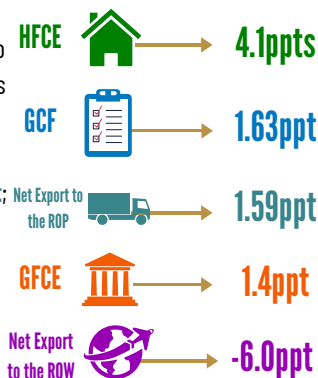 HFCE
4.1ppts
s
GCF
1.63ppt
;
Net Export to
the ROP
1.59ppt
GFCE
1.4ppt
Net Export
to the ROW
-6.0ppt